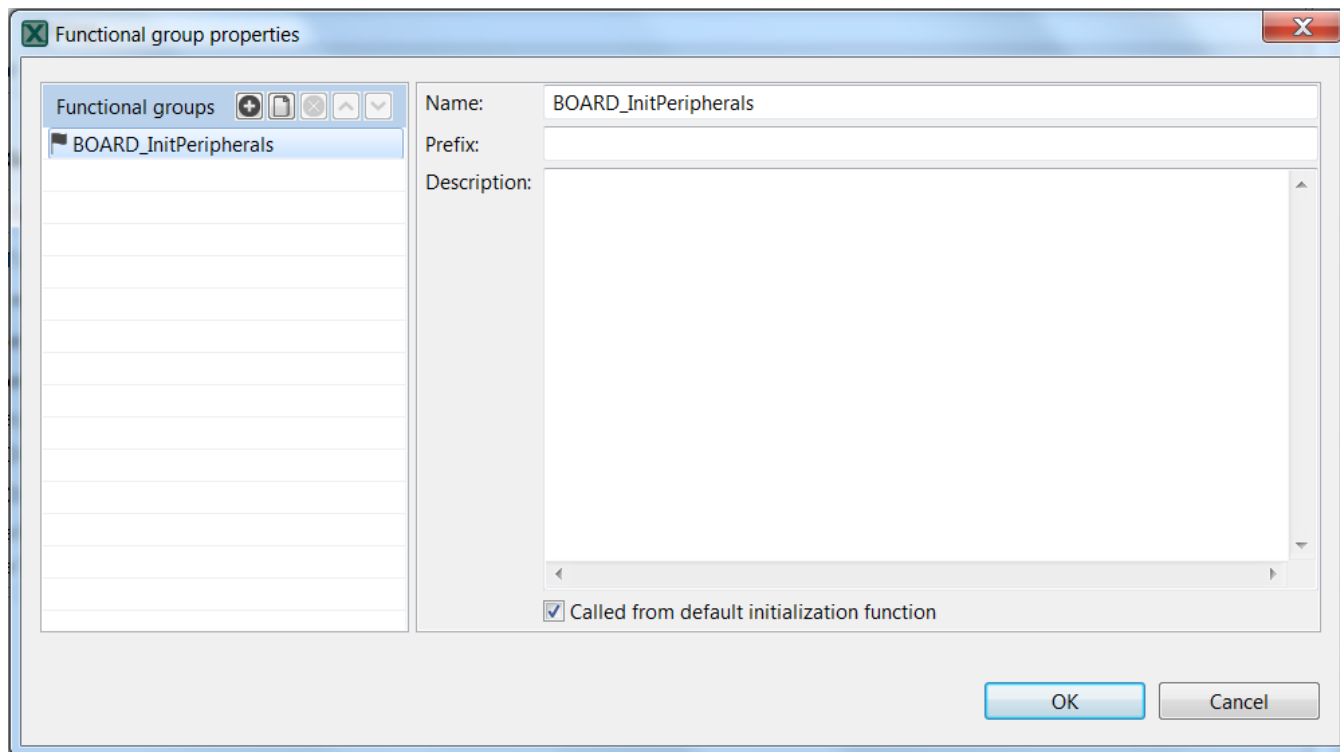 Functional group properties
Functional groups
BOARD_InitPeripherals
Name: BOARD_InitPeripherals
Prefix:
Description:
Called from default initialization function
OK Cancel